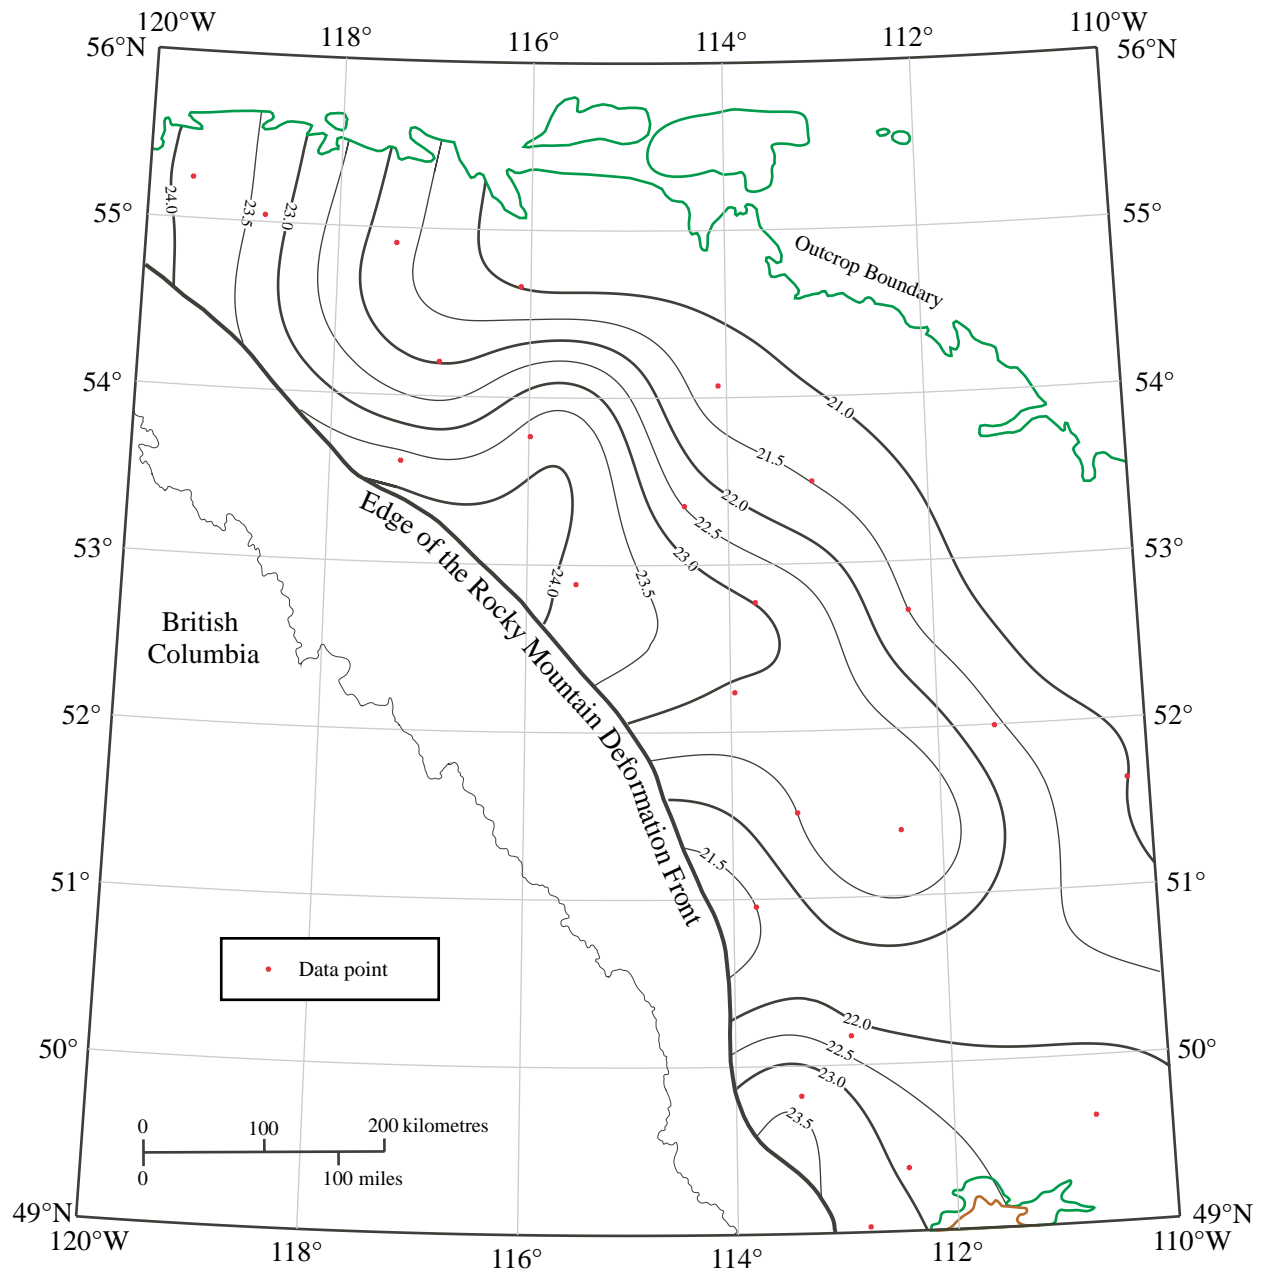 120°W
118°
116°
114°
112°
110°W
56°N
56°N
55°
55°
54°
54°
53°
53°
52°
52°
51°
51°
50°
50°
49°N
49°N
120°W
118°
116°
114°
112°
110°W
24.0
23.5
23.0
Outcrop Boundary
21.0
21.5
22.0
22.5
23.0
23.5
24.0
Edge of the Rocky Mountain Deformation Front
British
Columbia
21.5
22.0
22.5
23.0
23.5
Data point
0
100
200 kilometres
0
100 miles